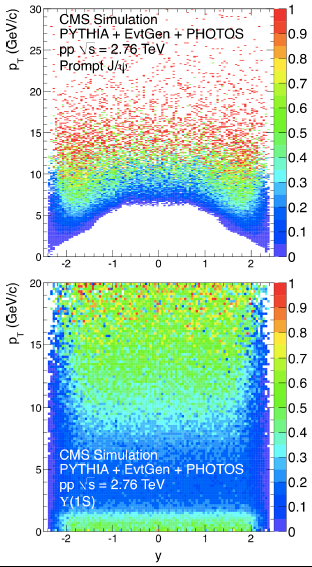 p_T (GeV/c)
30
25
20
15
10
5
0
CMS Simulation
PYTHIA + EvtGen + PHOTOS
pp √s = 2.76 TeV
Prompt J/ψ
1
0.9
0.8
0.7
0.6
0.5
0.4
0.3
0.2
0.1
0
-2 -1 0 1 2
p_T (GeV/c)
20
15
10
5
0
CMS Simulation
PYTHIA + EvtGen + PHOTOS
pp √s = 2.76 TeV
Υ(1S)
1
0.9
0.8
0.7
0.6
0.5
0.4
0.3
0.2
0.1
0
-2 -1 0 1 2
y